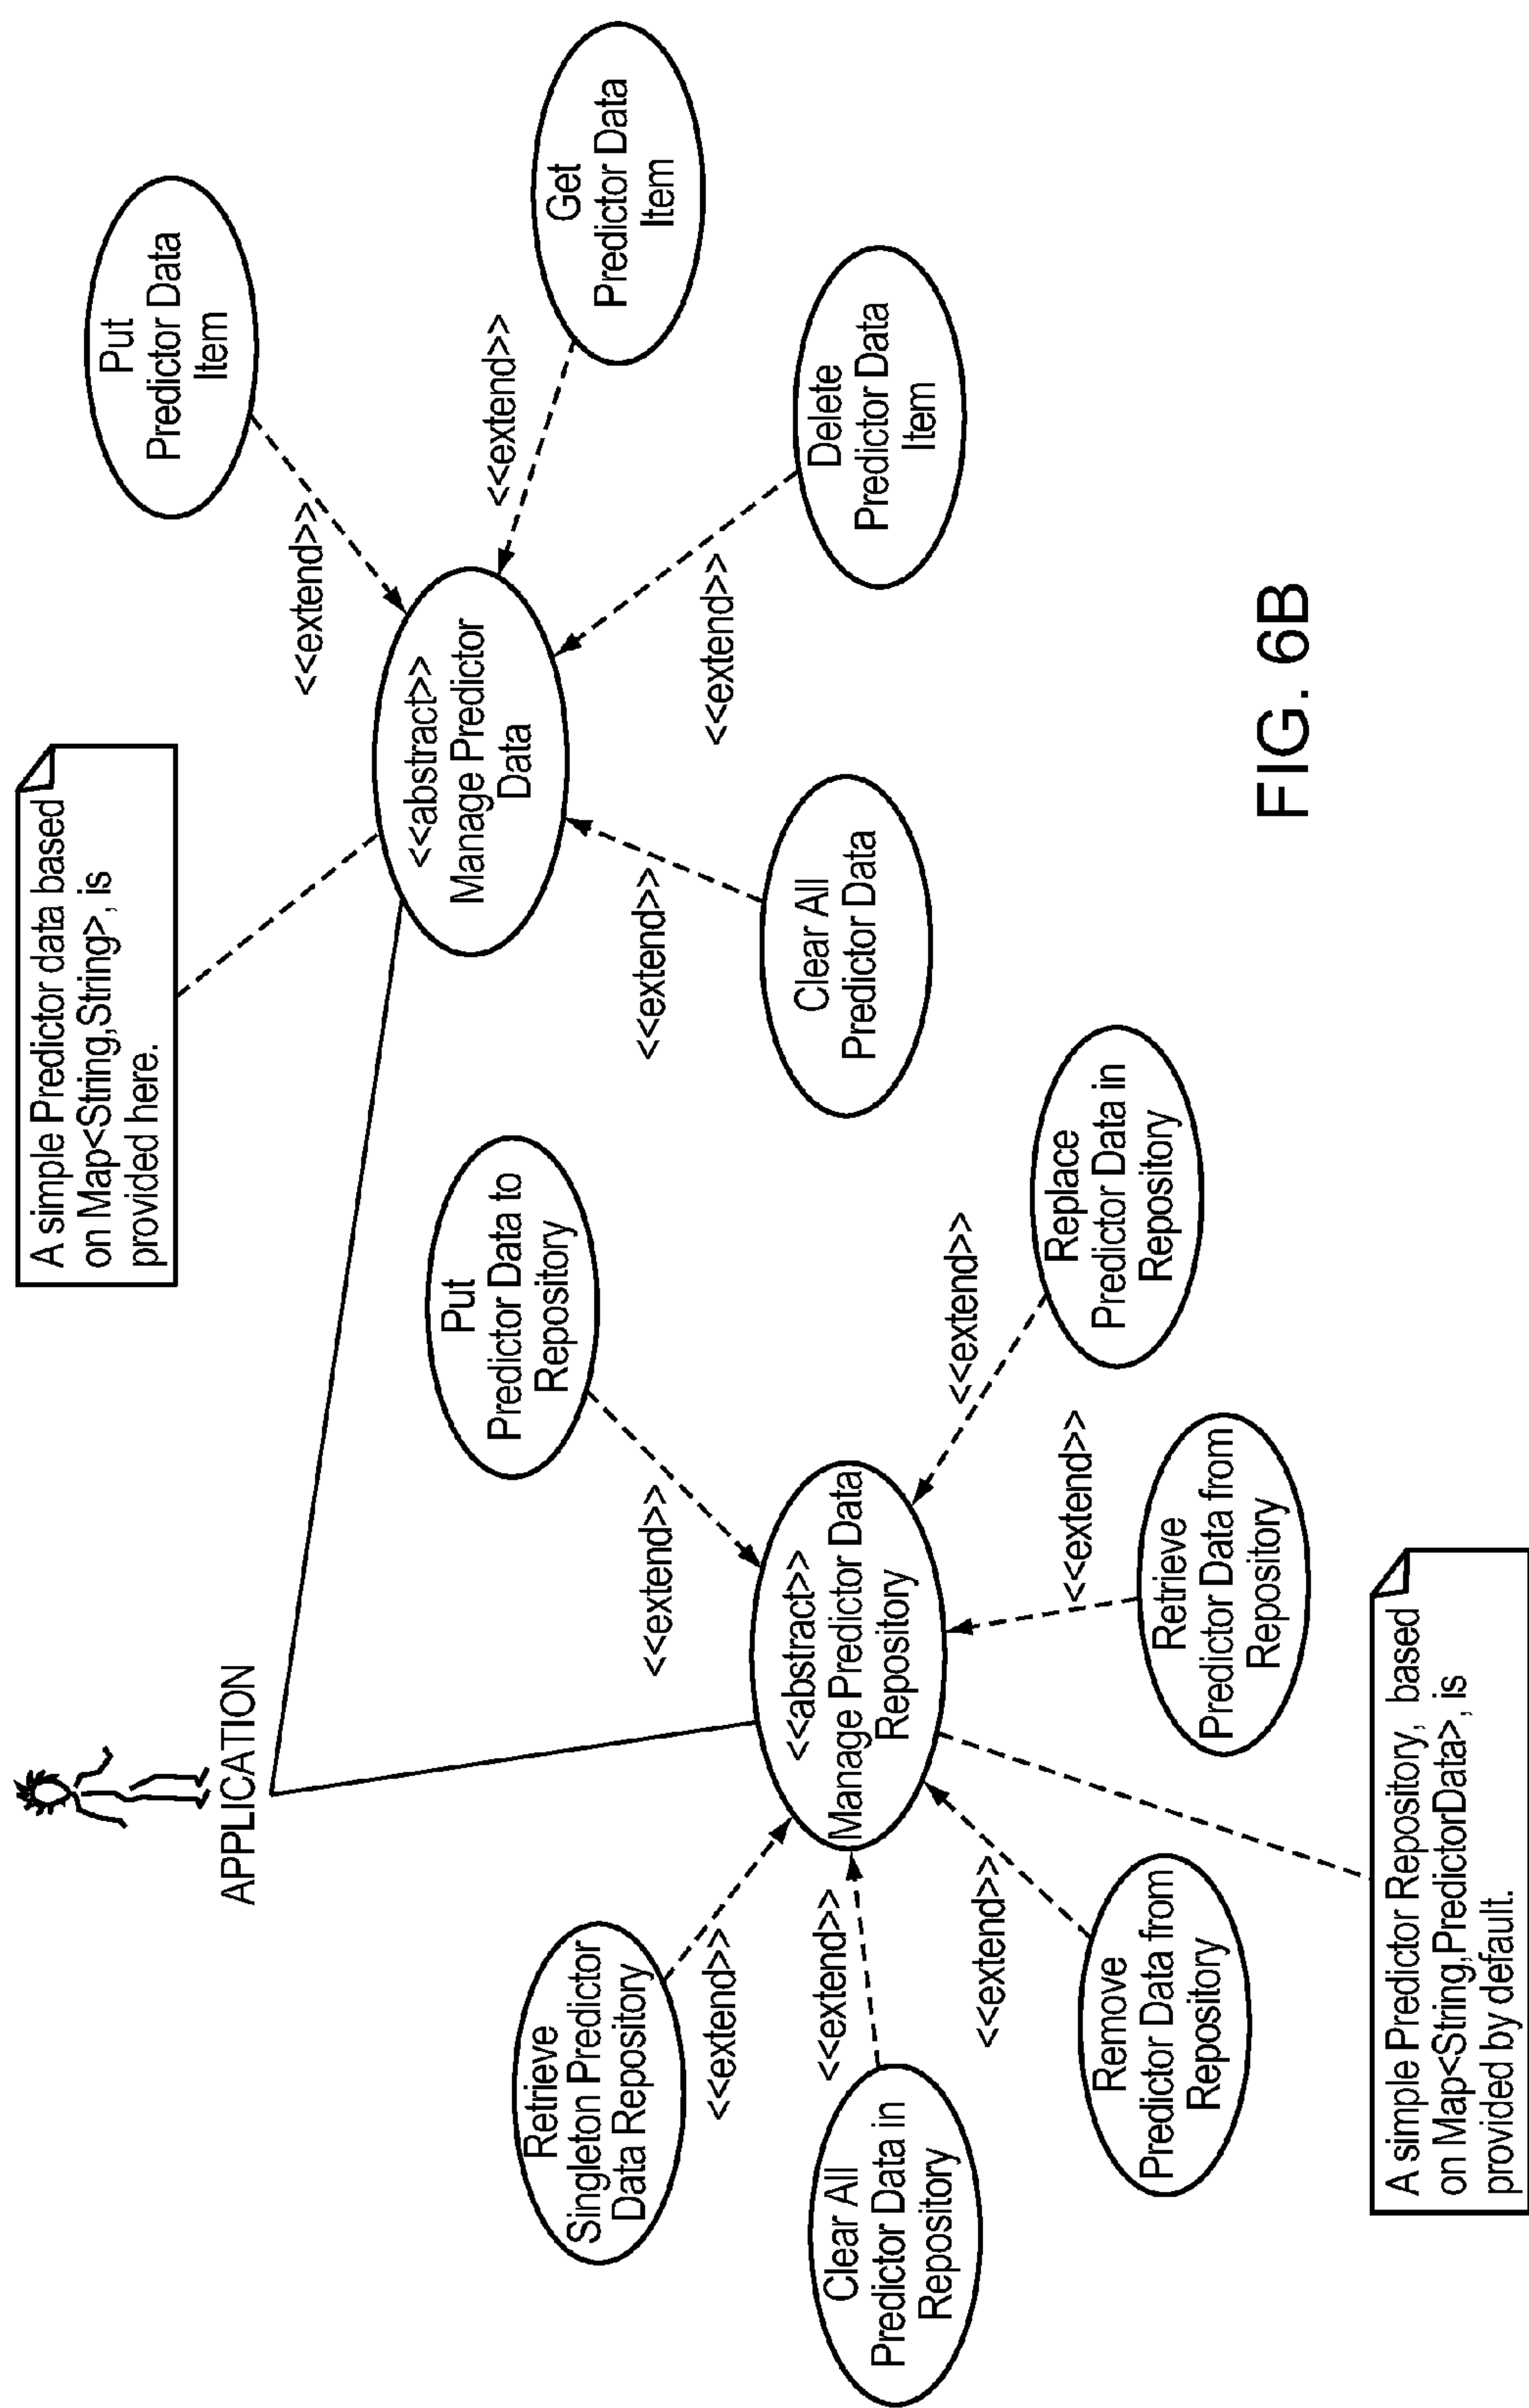 APPLICATION
A simple Predictor data based
on Map<String,String>, is
provided here.
Put
Predictor Data
Item
<<extend>>
Get
Predictor Data
Item
<<extend>>
<<abstract>>
Manage Predictor
Data
Delete
Predictor Data
Item
<<extend>>
Clear All
Predictor Data
<<extend>>
Put
Predictor Data to
Repository
<<extend>>
Retrieve
Singleton Predictor
Data Repository
<<extend>>
<<abstract>>
Manage Predictor Data
Repository
Replace
Predictor Data in
Repository
<<extend>>
Clear All
Predictor Data in
Repository
<<extend>>
Remove
Predictor Data from
Repository
<<extend>>
Retrieve
Predictor Data from
Repository
<<extend>>
A simple Predictor Repository, based
on Map<String,PredictorData>, is
provided by default.
FIG. 6B